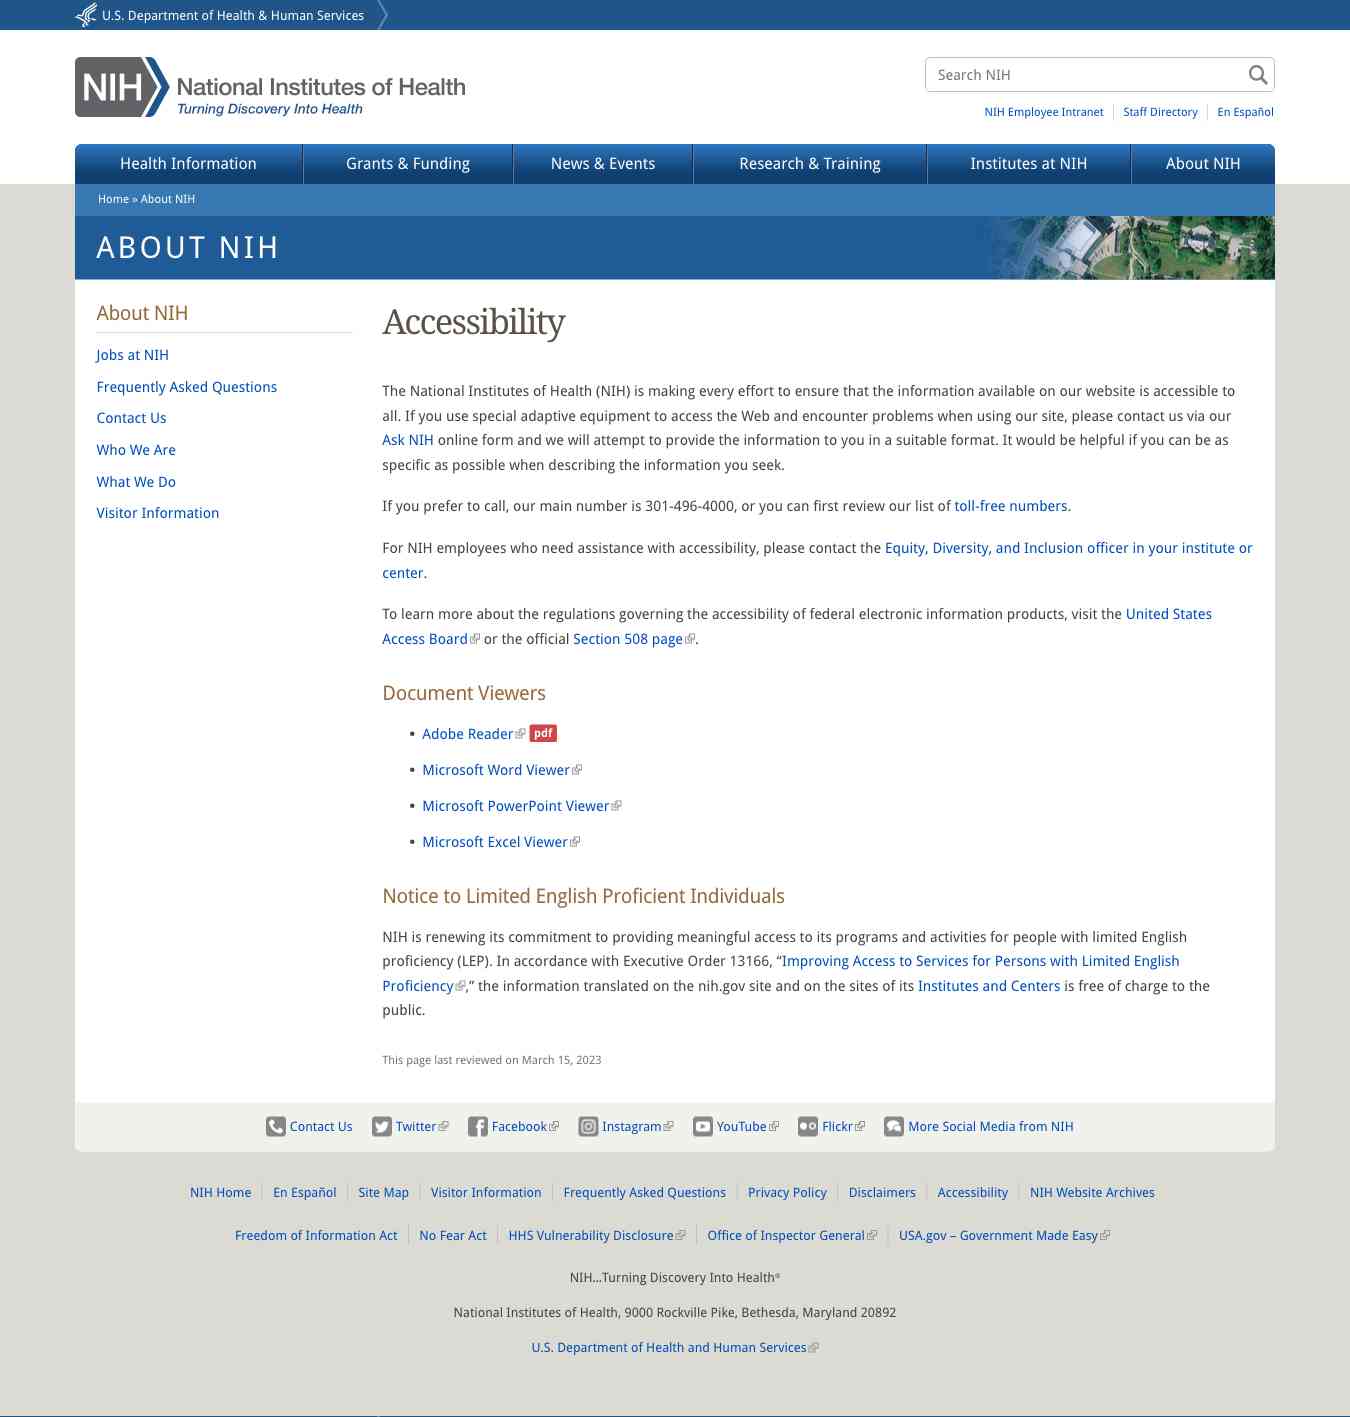 U.S. Department of Health & Human Services
NIH National Institutes of Health
Turning Discovery Into Health
Search NIH
NIH Employee Intranet
Staff Directory
En Español
Health Information
Grants & Funding
News & Events
Research & Training
Institutes at NIH
About NIH
Home » About NIH
ABOUT NIH
About NIH
Jobs at NIH
Frequently Asked Questions
Contact Us
Who We Are
What We Do
Visitor Information
Accessibility
The National Institutes of Health (NIH) is making every effort to ensure that the information available on our website is accessible to
all. If you use special adaptive equipment to access the Web and encounter problems when using our site, please contact us via our
Ask NIH online form and we will attempt to provide the information to you in a suitable format. It would be helpful if you can be as
specific as possible when describing the information you seek.
If you prefer to call, our main number is 301-496-4000, or you can first review our list of toll-free numbers.
For NIH employees who need assistance with accessibility, please contact the Equity, Diversity, and Inclusion officer in your institute or
center.
To learn more about the regulations governing the accessibility of federal electronic information products, visit the United States
Access Board or the official Section 508 page.
Document Viewers
• Adobe Reader pdf
• Microsoft Word Viewer
• Microsoft PowerPoint Viewer
• Microsoft Excel Viewer
Notice to Limited English Proficient Individuals
NIH is renewing its commitment to providing meaningful access to its programs and activities for people with limited English
proficiency (LEP). In accordance with Executive Order 13166, “Improving Access to Services for Persons with Limited English
Proficiency,” the information translated on the nih.gov site and on the sites of its Institutes and Centers is free of charge to the
public.
This page last reviewed on March 15, 2023
Contact Us
Twitter
Facebook
Instagram
YouTube
Flickr
More Social Media from NIH
NIH Home
En Español
Site Map
Visitor Information
Frequently Asked Questions
Privacy Policy
Disclaimers
Accessibility
NIH Website Archives
Freedom of Information Act
No Fear Act
HHS Vulnerability Disclosure
Office of Inspector General
USA.gov – Government Made Easy
NIH…Turning Discovery Into Health®
National Institutes of Health, 9000 Rockville Pike, Bethesda, Maryland 20892
U.S. Department of Health and Human Services